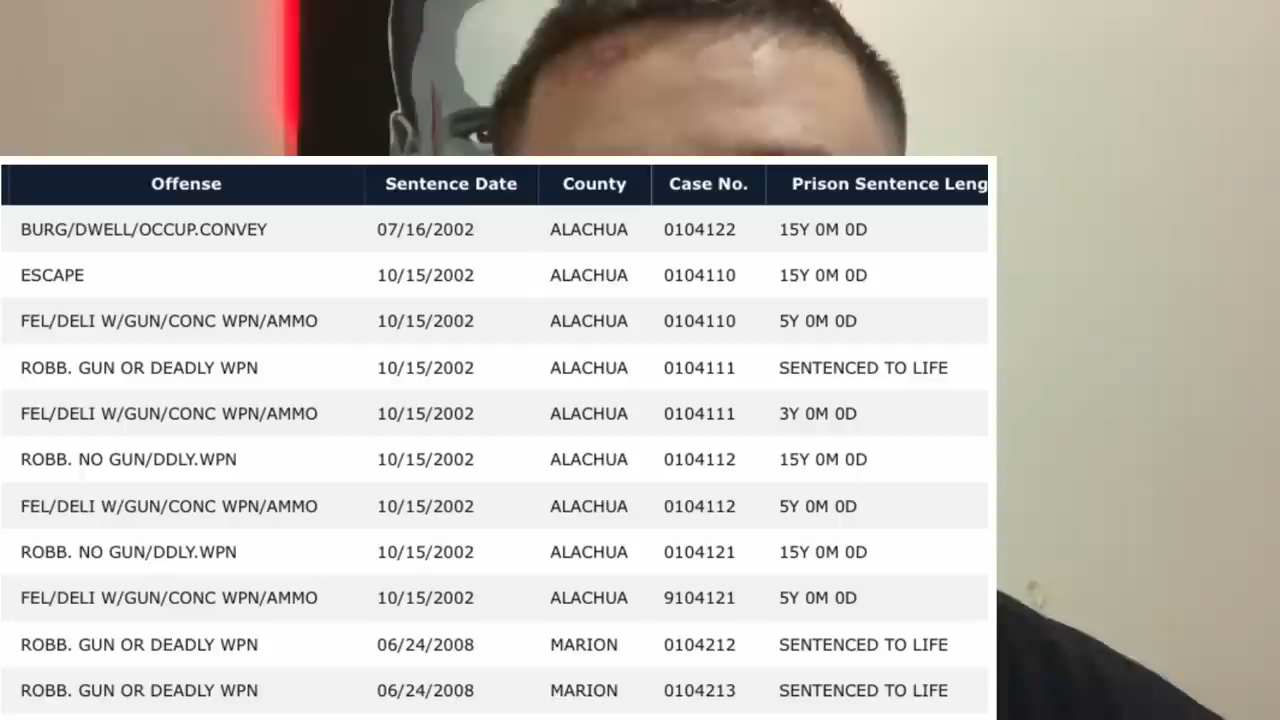 Offense Sentence Date County Case No. Prison Sentence Leng
BURG/DWELL/OCCUP.CONVEY 07/16/2002 ALACHUA 0104122 15Y 0M 0D
ESCAPE 10/15/2002 ALACHUA 0104110 15Y 0M 0D
FEL/DELI W/GUN/CONC WPN/AMMO 10/15/2002 ALACHUA 0104110 5Y 0M 0D
ROBB. GUN OR DEADLY WPN 10/15/2002 ALACHUA 0104111 SENTENCED TO LIFE
FEL/DELI W/GUN/CONC WPN/AMMO 10/15/2002 ALACHUA 0104111 3Y 0M 0D
ROBB. NO GUN/DDLY.WPN 10/15/2002 ALACHUA 0104112 15Y 0M 0D
FEL/DELI W/GUN/CONC WPN/AMMO 10/15/2002 ALACHUA 0104112 5Y 0M 0D
ROBB. NO GUN/DDLY.WPN 10/15/2002 ALACHUA 0104121 15Y 0M 0D
FEL/DELI W/GUN/CONC WPN/AMMO 10/15/2002 ALACHUA 9104121 5Y 0M 0D
ROBB. GUN OR DEADLY WPN 06/24/2008 MARION 0104212 SENTENCED TO LIFE
ROBB. GUN OR DEADLY WPN 06/24/2008 MARION 0104213 SENTENCED TO LIFE